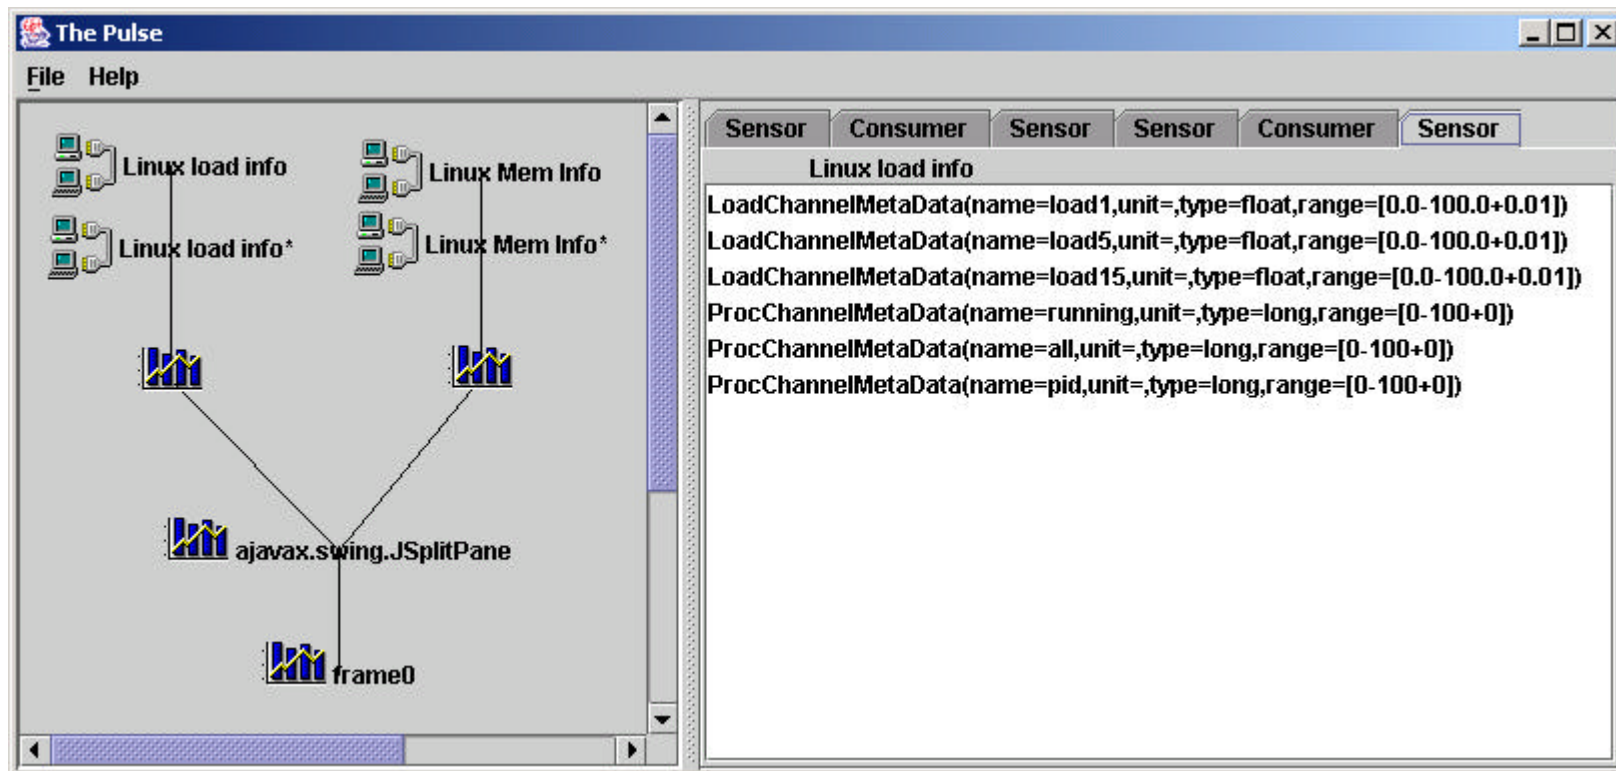 The Pulse
File Help
Linux load info
Linux Mem Info
Linux load info*
Linux Mem Info*
ajavax.swing.JSplitPane
frame0
Sensor Consumer Sensor Sensor Consumer Sensor
Linux load info
LoadChannelMetaData(name=load1,unit=,type=float,range=[0.0-100.0+0.01])
LoadChannelMetaData(name=load5,unit=,type=float,range=[0.0-100.0+0.01])
LoadChannelMetaData(name=load15,unit=,type=float,range=[0.0-100.0+0.01])
ProcChannelMetaData(name=running,unit=,type=long,range=[0-100+0])
ProcChannelMetaData(name=all,unit=,type=long,range=[0-100+0])
ProcChannelMetaData(name=pid,unit=,type=long,range=[0-100+0])